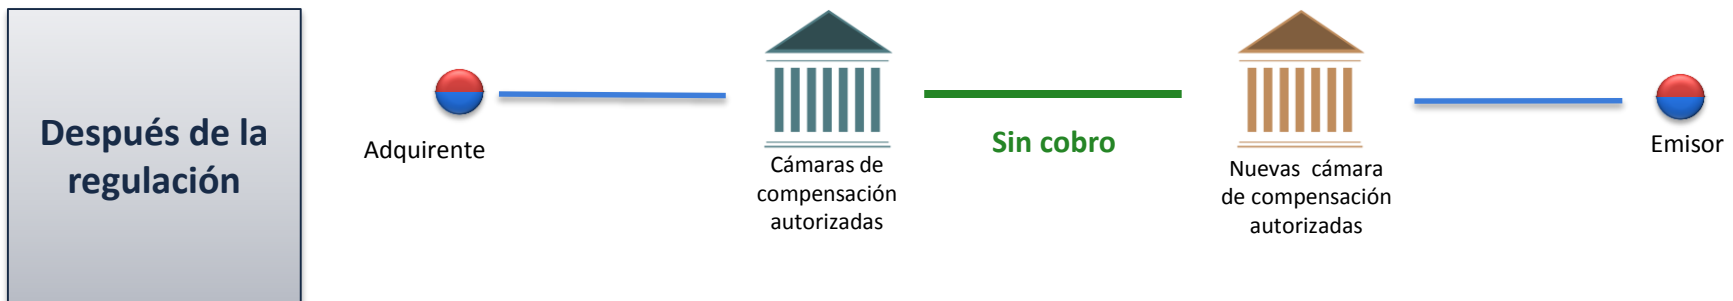 Después de la
regulación
Adquirente
Cámaras de
compensación
autorizadas
Sin cobro
Nuevas cámara
de compensación
autorizadas
Emisor